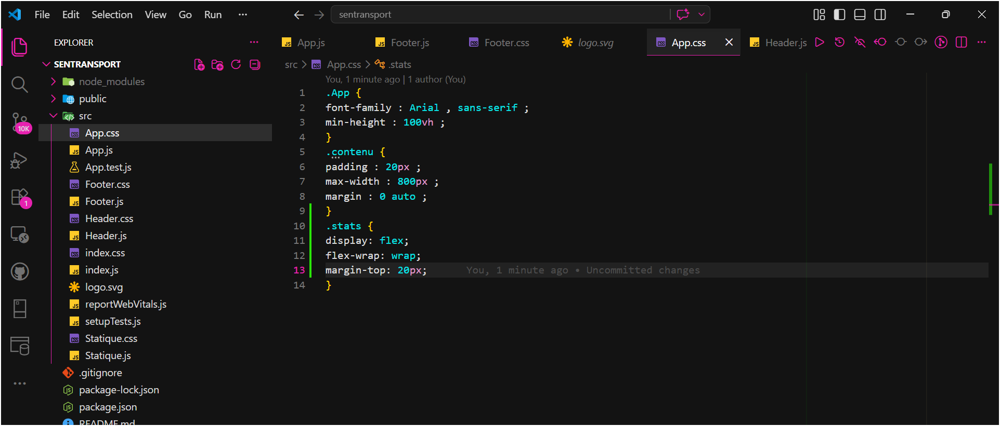 File Edit Selection View Go Run ···
sentransport
EXPLORER
App.js Footer.js Footer.css logo.svg App.css Header.js
SENTRANSPORT
src > App.css > .stats
node_modules
public
src
App.css
App.js
App.test.js
Footer.css
Footer.js
Header.css
Header.js
index.css
index.js
logo.svg
reportWebVitals.js
setupTests.js
Statique.css
Statique.js
.gitignore
package-lock.json
package.json
README.md
10K
1
You, 1 minute ago | 1 author (You)
1 .App {
2 font-family : Arial , sans-serif ;
3 min-height : 100vh ;
4 }
5 .contenu {
6 padding : 20px ;
7 max-width : 800px ;
8 margin : 0 auto ;
9 }
10 .stats {
11 display: flex;
12 flex-wrap: wrap;
13 margin-top: 20px; You, 1 minute ago • Uncommitted changes
14 }